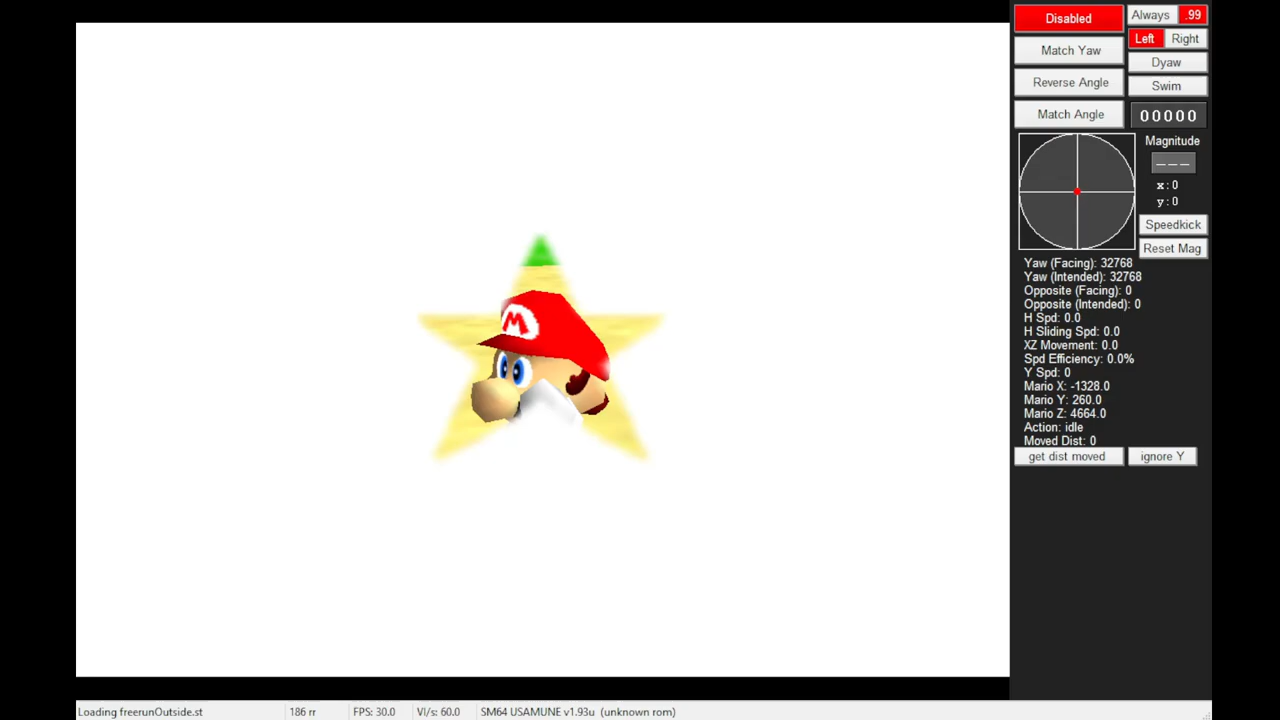 Disabled
Always .99
Left Right
Match Yaw
Dyaw
Reverse Angle
Swim
Match Angle
00000
Magnitude
---
x: 0
y: 0
Speedkick
Reset Mag
Yaw (Facing): 32768
Yaw (Intended): 32768
Opposite (Facing): 0
Opposite (Intended): 0
H Spd: 0.0
H Sliding Spd: 0.0
XZ Movement: 0.0
Spd Efficiency: 0.0%
Y Spd: 0
Mario X: -1328.0
Mario Y: 260.0
Mario Z: 4664.0
Action: idle
Moved Dist: 0
get dist moved ignore Y
M
Loading freerunOutside.st 186 rr FPS: 30.0 VI/s: 60.0 SM64 USAMUNE v1.93u (unknown rom)